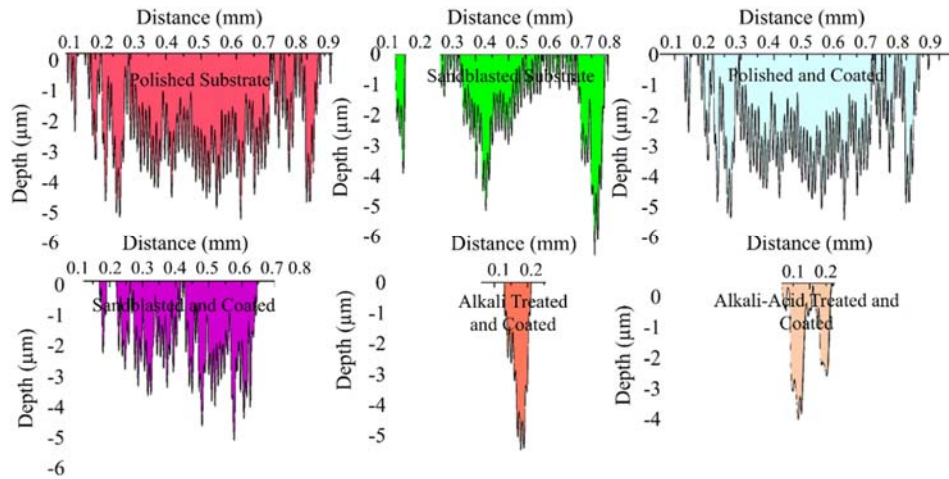 Distance (mm)
0.1 0.2 0.3 0.4 0.5 0.6 0.7 0.8 0.9
0
-1
-2
-3
-4
-5
-6
Depth (µm)
Polished Substrate
Distance (mm)
0.1 0.2 0.3 0.4 0.5 0.6 0.7 0.8
0
-1
-2
-3
-4
-5
-6
Depth (µm)
Sandblasted Substrate
Distance (mm)
0.1 0.2 0.3 0.4 0.5 0.6 0.7 0.8 0.9
0
-1
-2
-3
-4
-5
-6
Depth (µm)
Polished and Coated
Distance (mm)
0.1 0.2 0.3 0.4 0.5 0.6 0.7 0.8
0
-1
-2
-3
-4
-5
-6
Depth (µm)
Sandblasted and Coated
Distance (mm)
0.1 0.2
0
-1
-2
-3
-4
-5
Depth (µm)
Alkali Treated
and Coated
Distance (mm)
0.1 0.2
0
-1
-2
-3
-4
Depth (µm)
Alkali-Acid Treated and
Coated